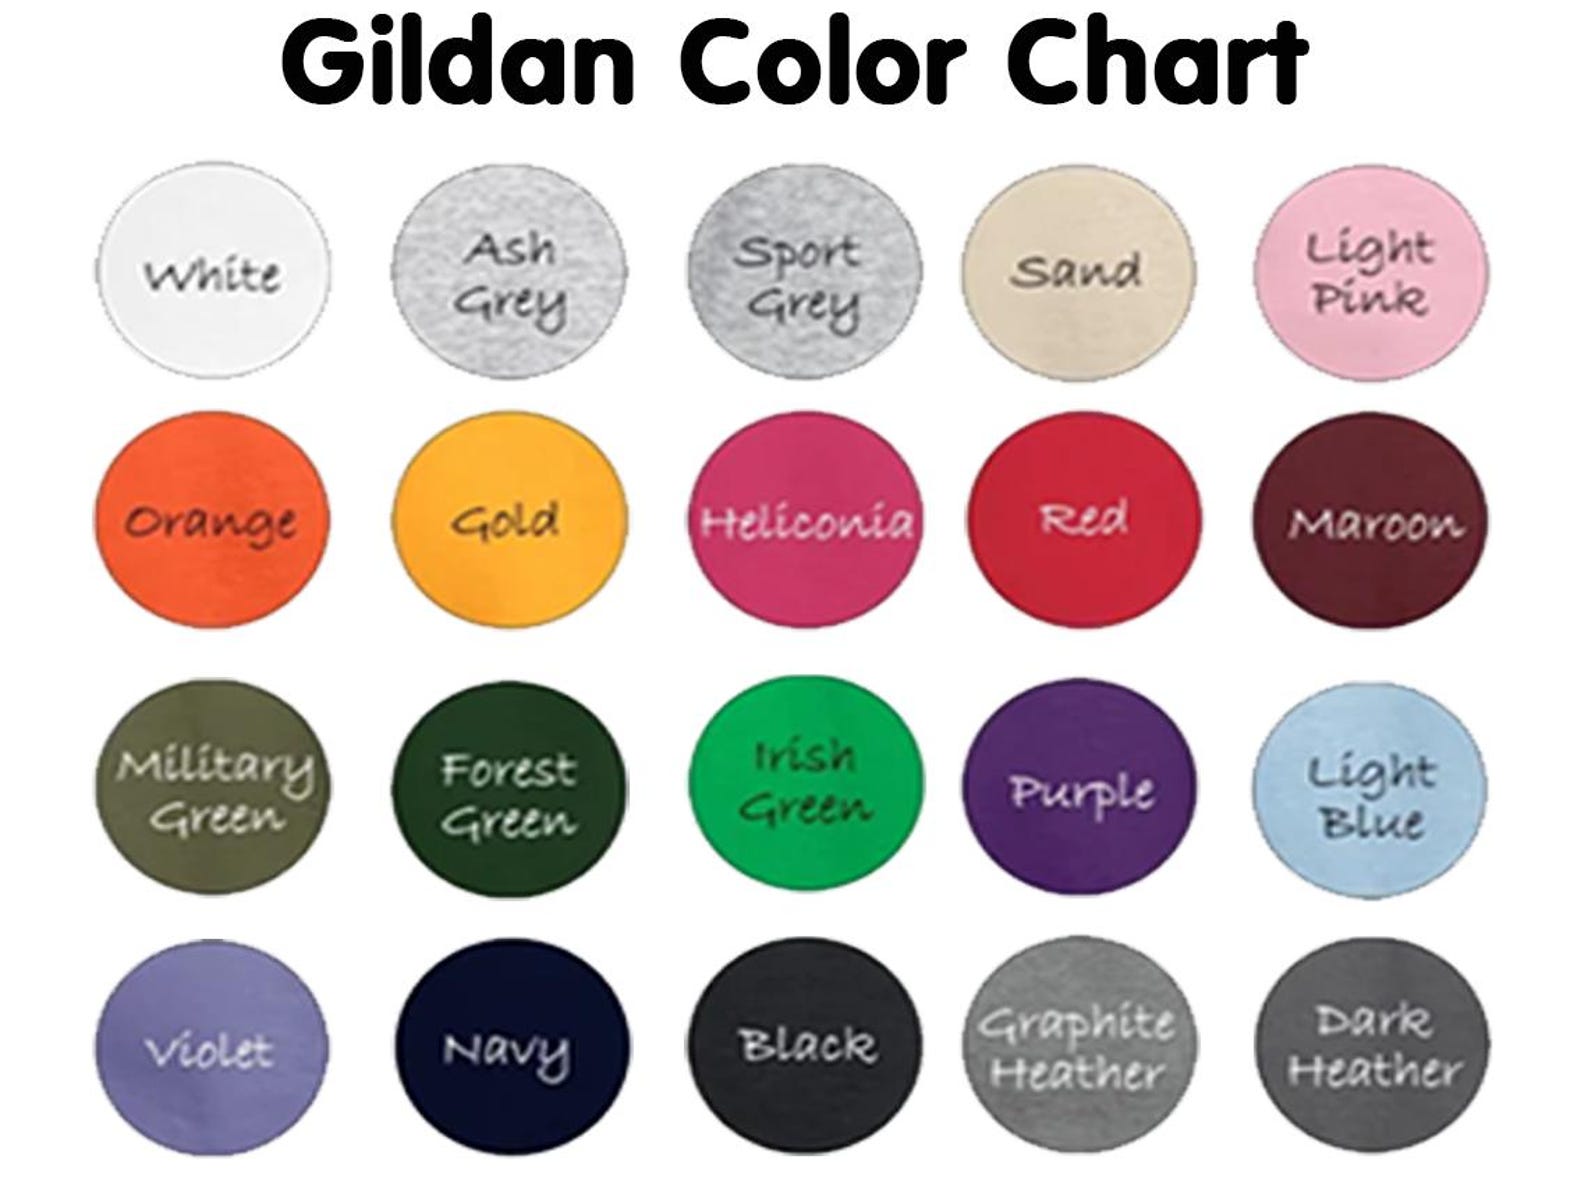 Gildan Color Chart
White
Ash
Grey
Sport
Grey
Sand
Light
Pink
Orange
Gold
Heliconia
Red
Maroon
Military
Green
Forest
Green
Irish
Green
Purple
Light
Blue
Violet
Navy
Black
Graphite
Heather
Dark
Heather